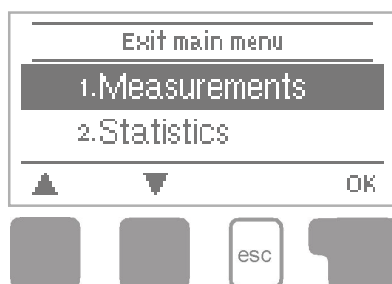 Exit main menu
1.Measurements
2.Statistics
OK
esc